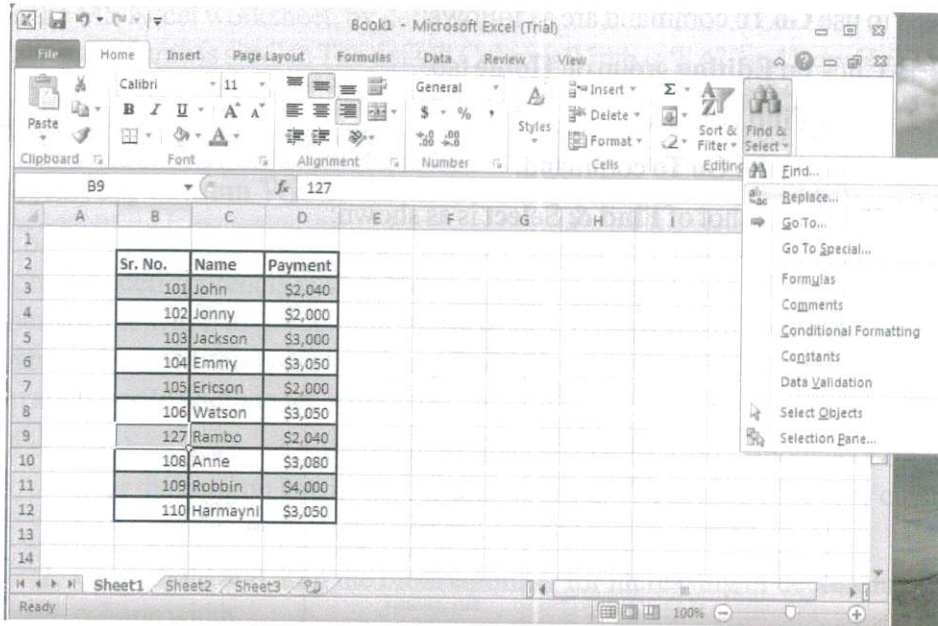 Book1 - Microsoft Excel (Trial)
File Home Insert Page Layout Formulas Data Review View
Paste
Clipboard
Calibri 11
B I U A A
A
Font
Alignment
General
$ % ,
Number
Styles
Insert
Delete
Format
Cells
Σ
Sort & Filter
Find & Select
Editing
B9 fx 127
A B C D E F G H I
1
2 Sr. No. Name Payment
3 101 John $2,040
4 102 Jonny $2,000
5 103 Jackson $3,000
6 104 Emmy $3,050
7 105 Ericson $2,000
8 106 Watson $3,050
9 127 Rambo $2,040
10 108 Anne $3,080
11 109 Robbin $4,000
12 110 Harmayni $3,050
13
14
Find...
Replace...
Go To...
Go To Special...
Formulas
Comments
Conditional Formatting
Constants
Data Validation
Select Objects
Selection Pane...
Sheet1 Sheet2 Sheet3
Ready 100%